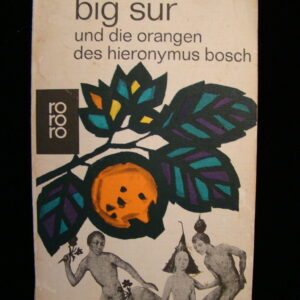 big sur
und die orangen
des hieronymus bosch
ro
ro
ro